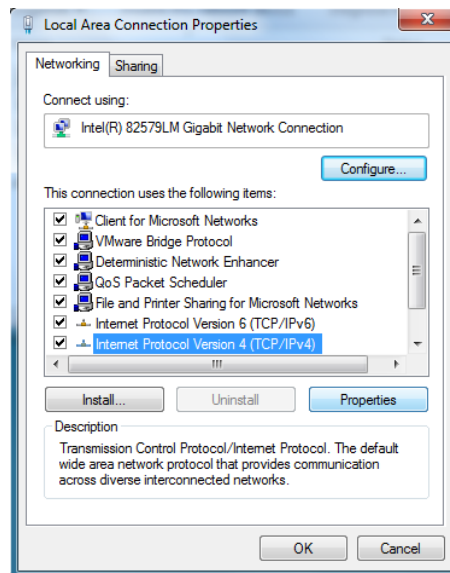 Local Area Connection Properties
Networking
Sharing
Connect using:
Intel(R) 82579LM Gigabit Network Connection
Configure...
This connection uses the following items:
Client for Microsoft Networks
VMware Bridge Protocol
Deterministic Network Enhancer
QoS Packet Scheduler
File and Printer Sharing for Microsoft Networks
Internet Protocol Version 6 (TCP/IPv6)
Internet Protocol Version 4 (TCP/IPv4)
Install...
Uninstall
Properties
Description
Transmission Control Protocol/Internet Protocol. The default
wide area network protocol that provides communication
across diverse interconnected networks.
OK
Cancel